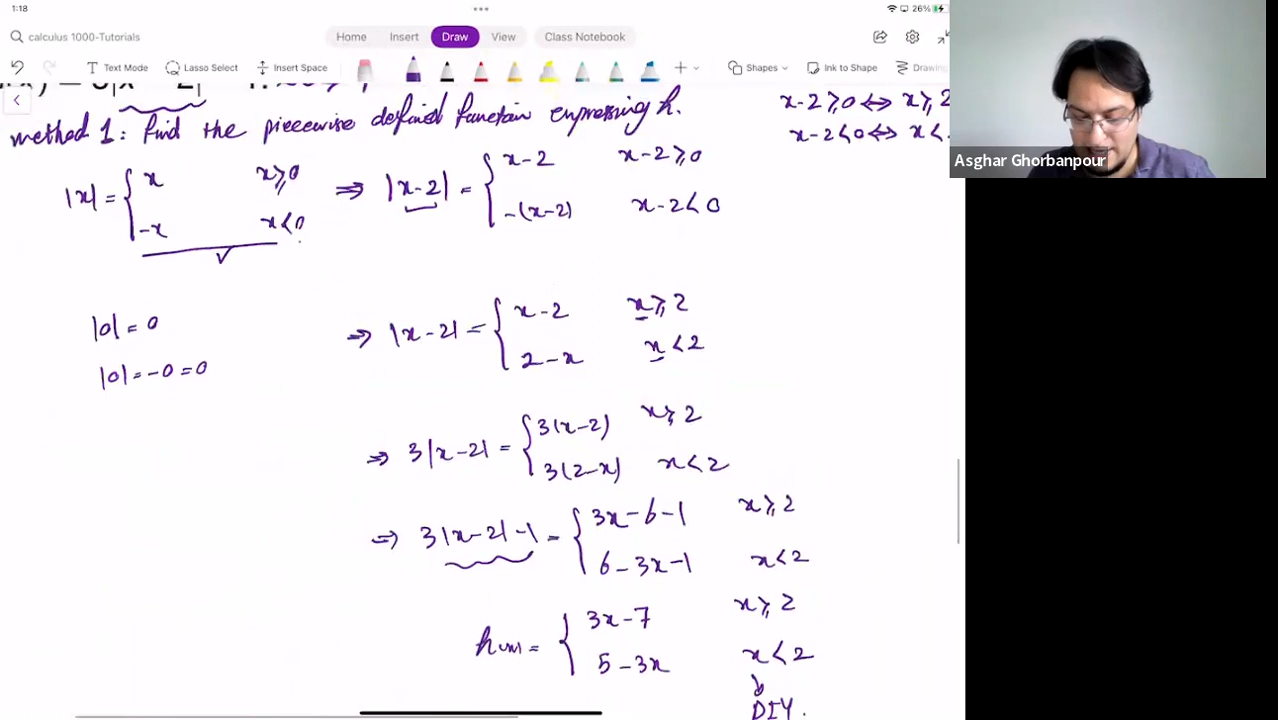 1:18
26%
calculus 1000-Tutorials
Home Insert Draw View Class Notebook
Text Mode Lasso Select Insert Space Shapes Ink to Shape Drawing
method 1: find the piecewise defined function expressing h.
x-2≥0 ⟺ x≥2
x-2<0 ⟺ x<
Asghar Ghorbanpour
|x| = { x x≥0
-x x<0
⇒ |x-2| = { x-2 x-2≥0
-(x-2) x-2<0
|0| = 0
|0| = -0 = 0
⇒ |x-2| = { x-2 x≥2
2-x x<2
⇒ 3|x-2| = { 3(x-2) x≥2
3(2-x) x<2
⇒ 3|x-2|-1 = { 3x-6-1 x≥2
6-3x-1 x<2
h(x) = { 3x-7 x≥2
5-3x x<2
DIY.